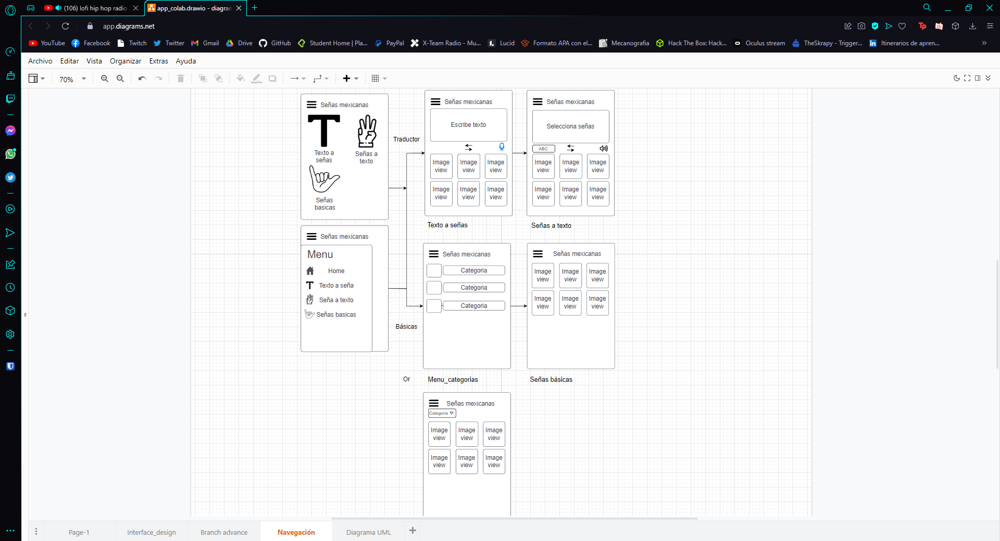 (106) lofi hip hop radio
app_colab.drawio - diagram
app.diagrams.net
Tp
YouTube
Facebook
Twitch
Twitter
Gmail
Drive
GitHub
Student Home | Pla...
PayPal
X-Team Radio - Mu...
Lucid
Formato APA con el...
Mecanografia
Hack The Box: Hack...
Oculus stream
TheSkrapy - Trigger...
Itinerarios de apren...
Archivo
Editar
Vista
Organizar
Extras
Ayuda
70%
Señas mexicanas
T
Texto a
señas
Señas a
texto
Señas
basicas
Señas mexicanas
Menu
Home
T
Texto a seña
Seña a texto
Señas basicas
Traductor
Básicas
Or
Señas mexicanas
Escribe texto
Image
view
Image
view
Image
view
Image
view
Image
view
Image
view
Texto a señas
Señas mexicanas
Selecciona señas
ABC
Image
view
Image
view
Image
view
Image
view
Image
view
Image
view
Señas a texto
Señas mexicanas
Categoria
Categoria
Categoria
Menu_categorias
Señas mexicanas
Image
view
Image
view
Image
view
Image
view
Image
view
Image
view
Señas básicas
Señas mexicanas
Categoria
Image
view
Image
view
Image
view
Image
view
Image
view
Image
view
Page-1
Interface_design
Branch advance
Navegación
Diagrama UML